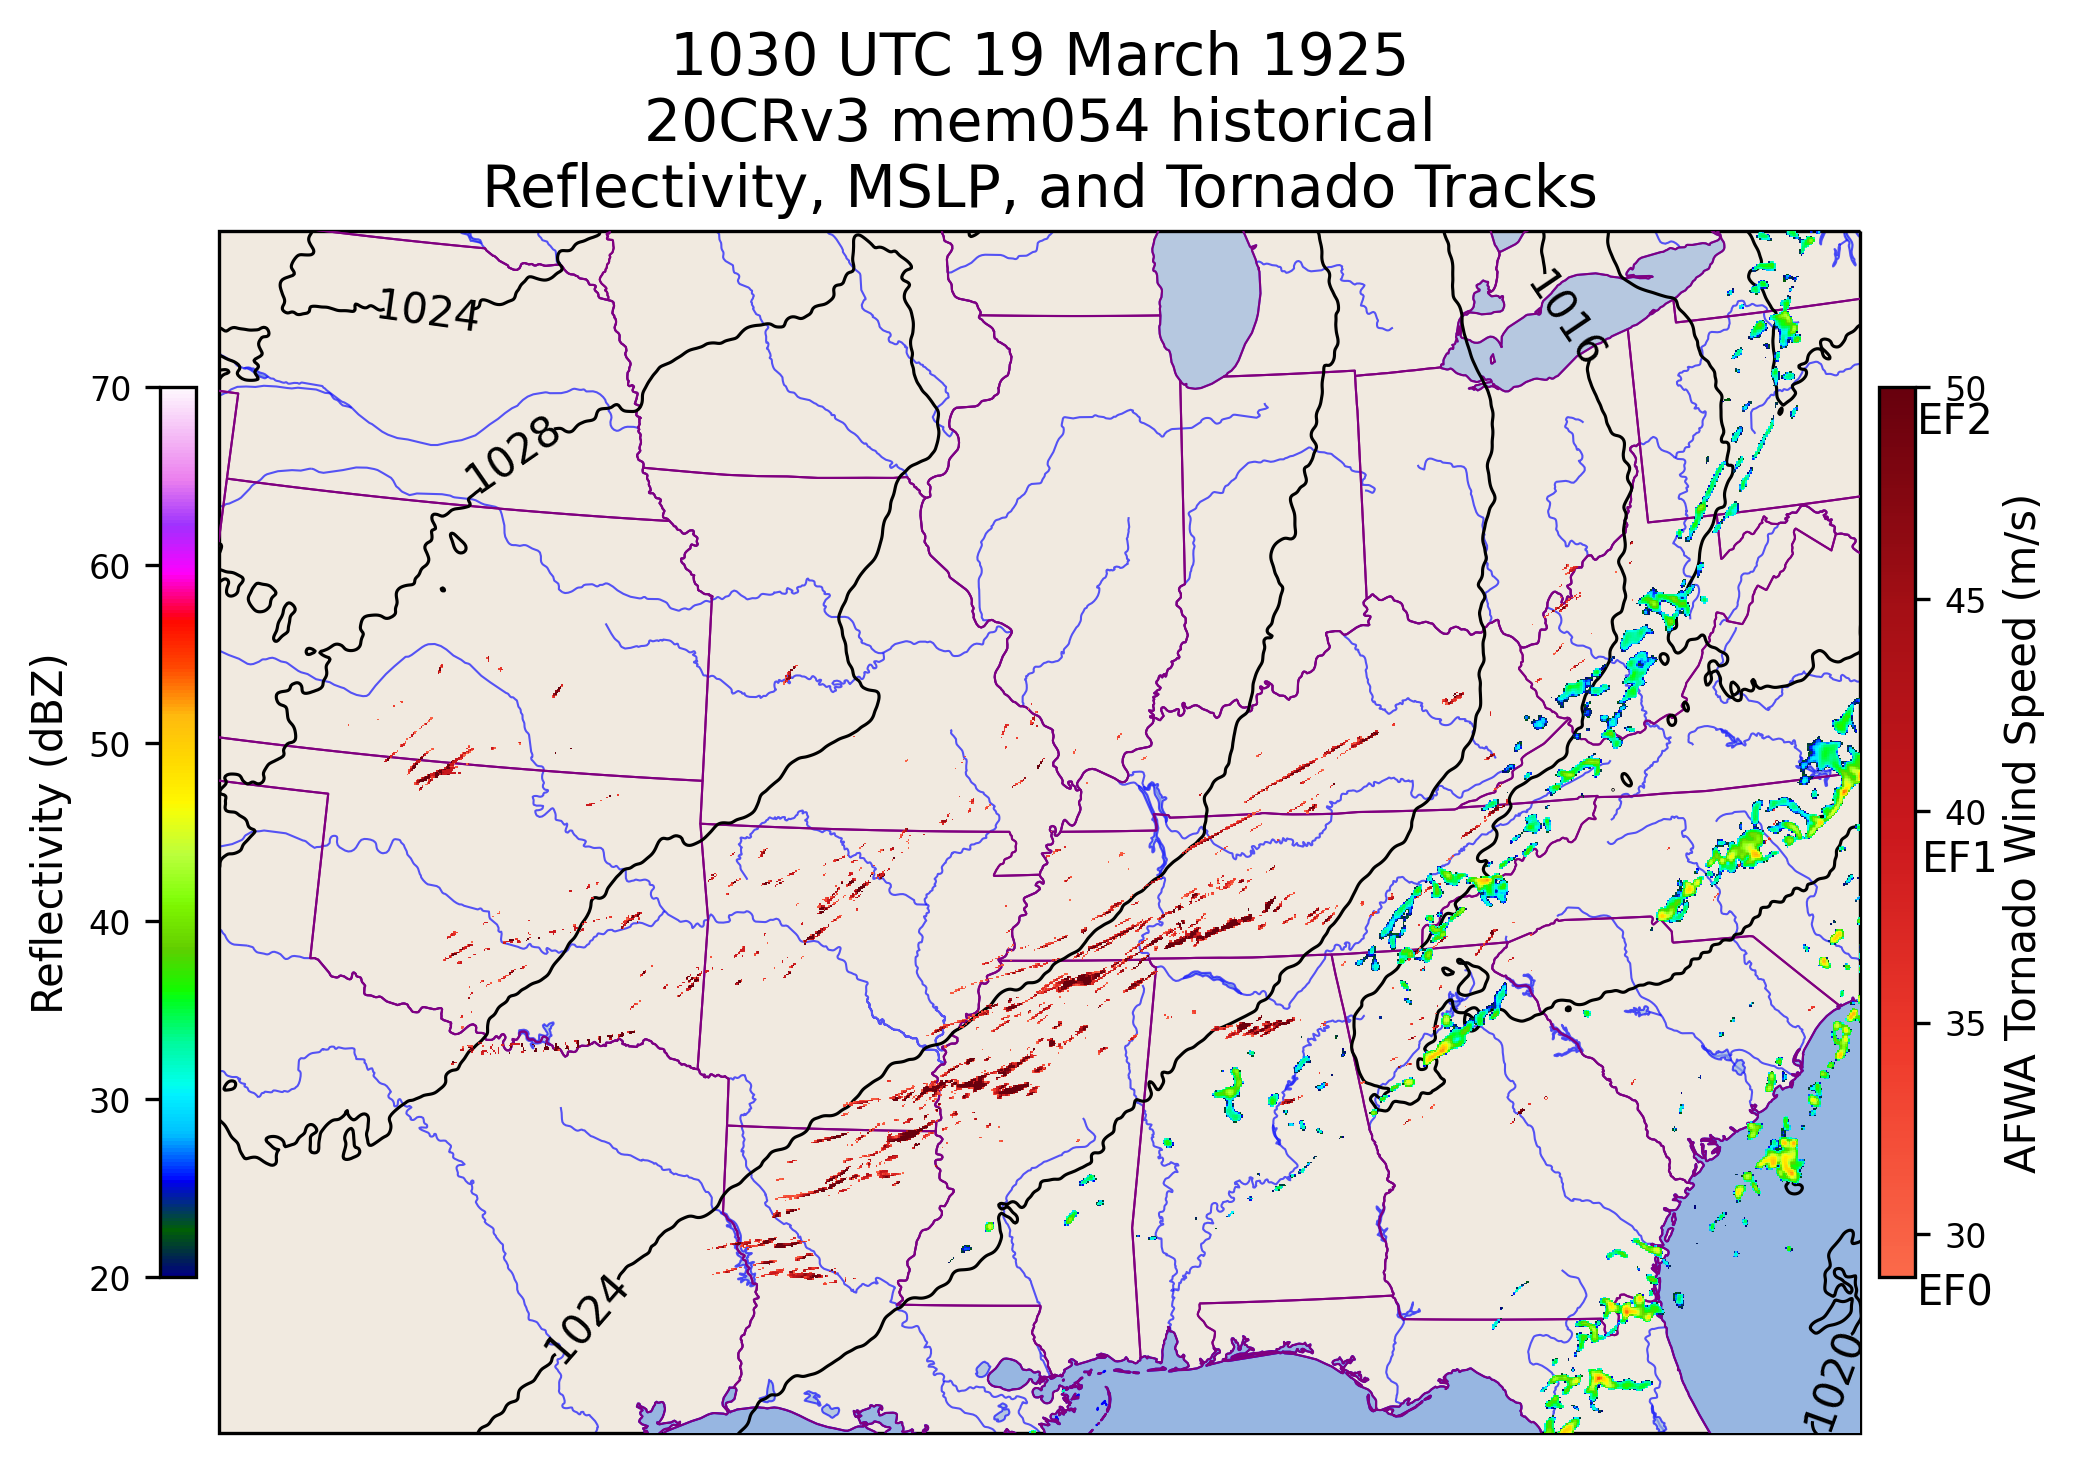 1030 UTC 19 March 1925
20CRv3 mem054 historical
Reflectivity, MSLP, and Tornado Tracks
1024
1016
1028
1024
1020
70
60
50
40
30
20
Reflectivity (dBZ)
50
EF2
45
40
EF1
35
30
EF0
AFWA Tornado Wind Speed (m/s)